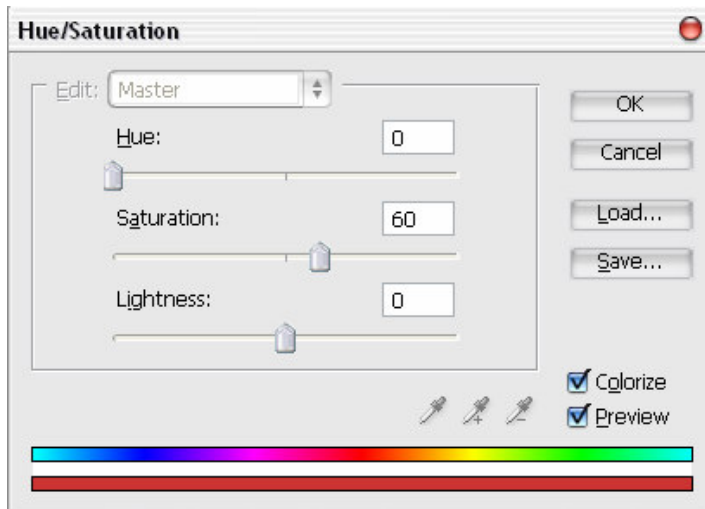 Hue/Saturation
Edit: Master
Hue: 0
Saturation: 60
Lightness: 0
OK
Cancel
Load...
Save...
Colorize
Preview